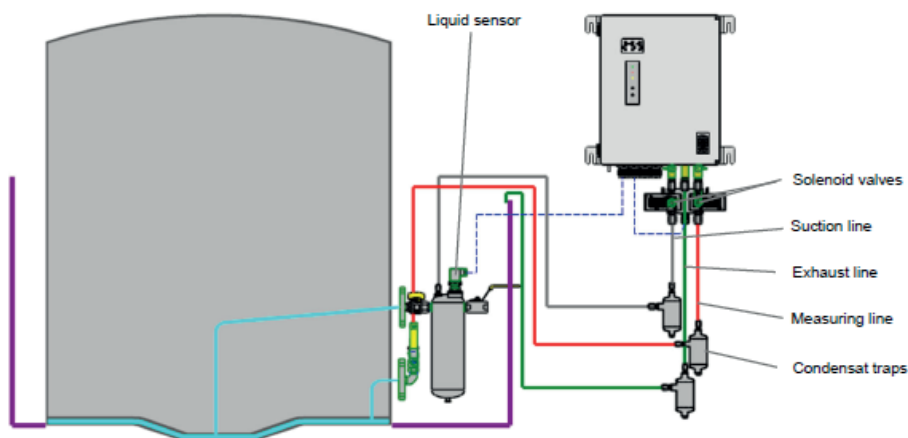 Liquid sensor
Solenoid valves
Suction line
Exhaust line
Measuring line
Condensat traps